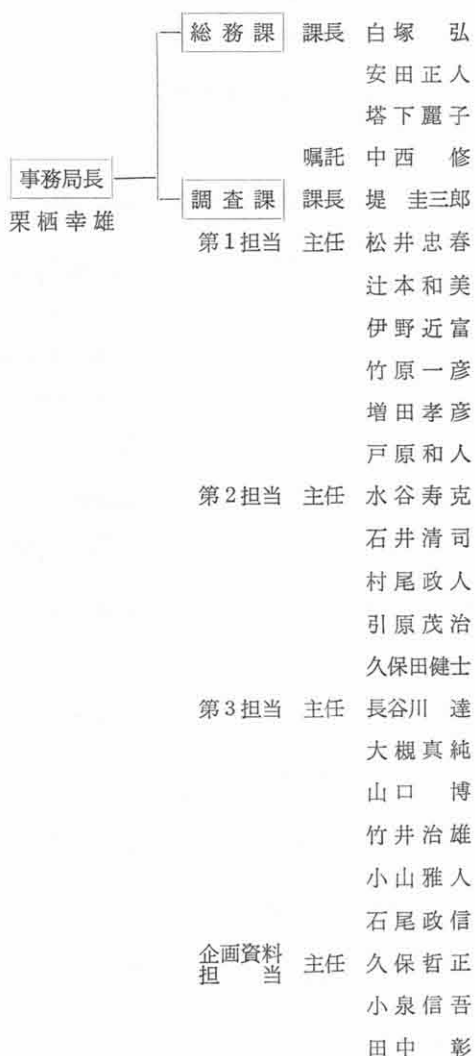 総務課 課長 白塚 弘
安田正人
塔下麗子
嘱託 中西 修
事務局長
栗栖幸雄
調査課 課長 堤 圭三郎
第1担当 主任 松井忠春
辻本和美
伊野近富
竹原一彦
増田孝彦
戸原和人
第2担当 主任 水谷寿克
石井清司
村尾政人
引原茂治
久保田健士
第3担当 主任 長谷川 達
大槻真純
山口 博
竹井治雄
小山雅人
石尾政信
企画資料担当 主任 久保哲正
小泉信吾
田中 彰